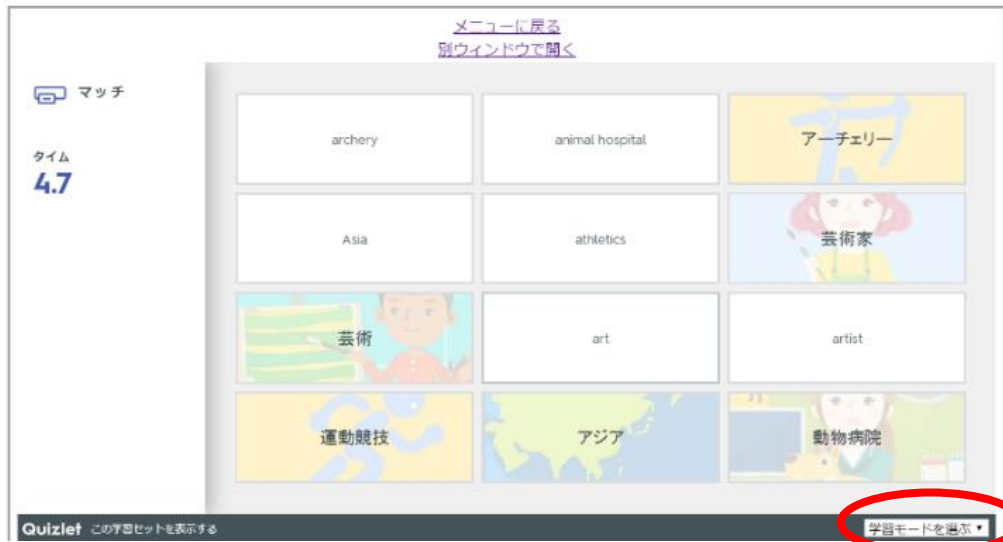 メニューに戻る
別ウィンドウで開く
マッチ
タイム
4.7
archery
animal hospital
アーチェリー
Asia
athletics
芸術家
芸術
art
artist
運動競技
アジア
動物病院
Quizlet この学習セットを表示する
学習モードを選ぶ